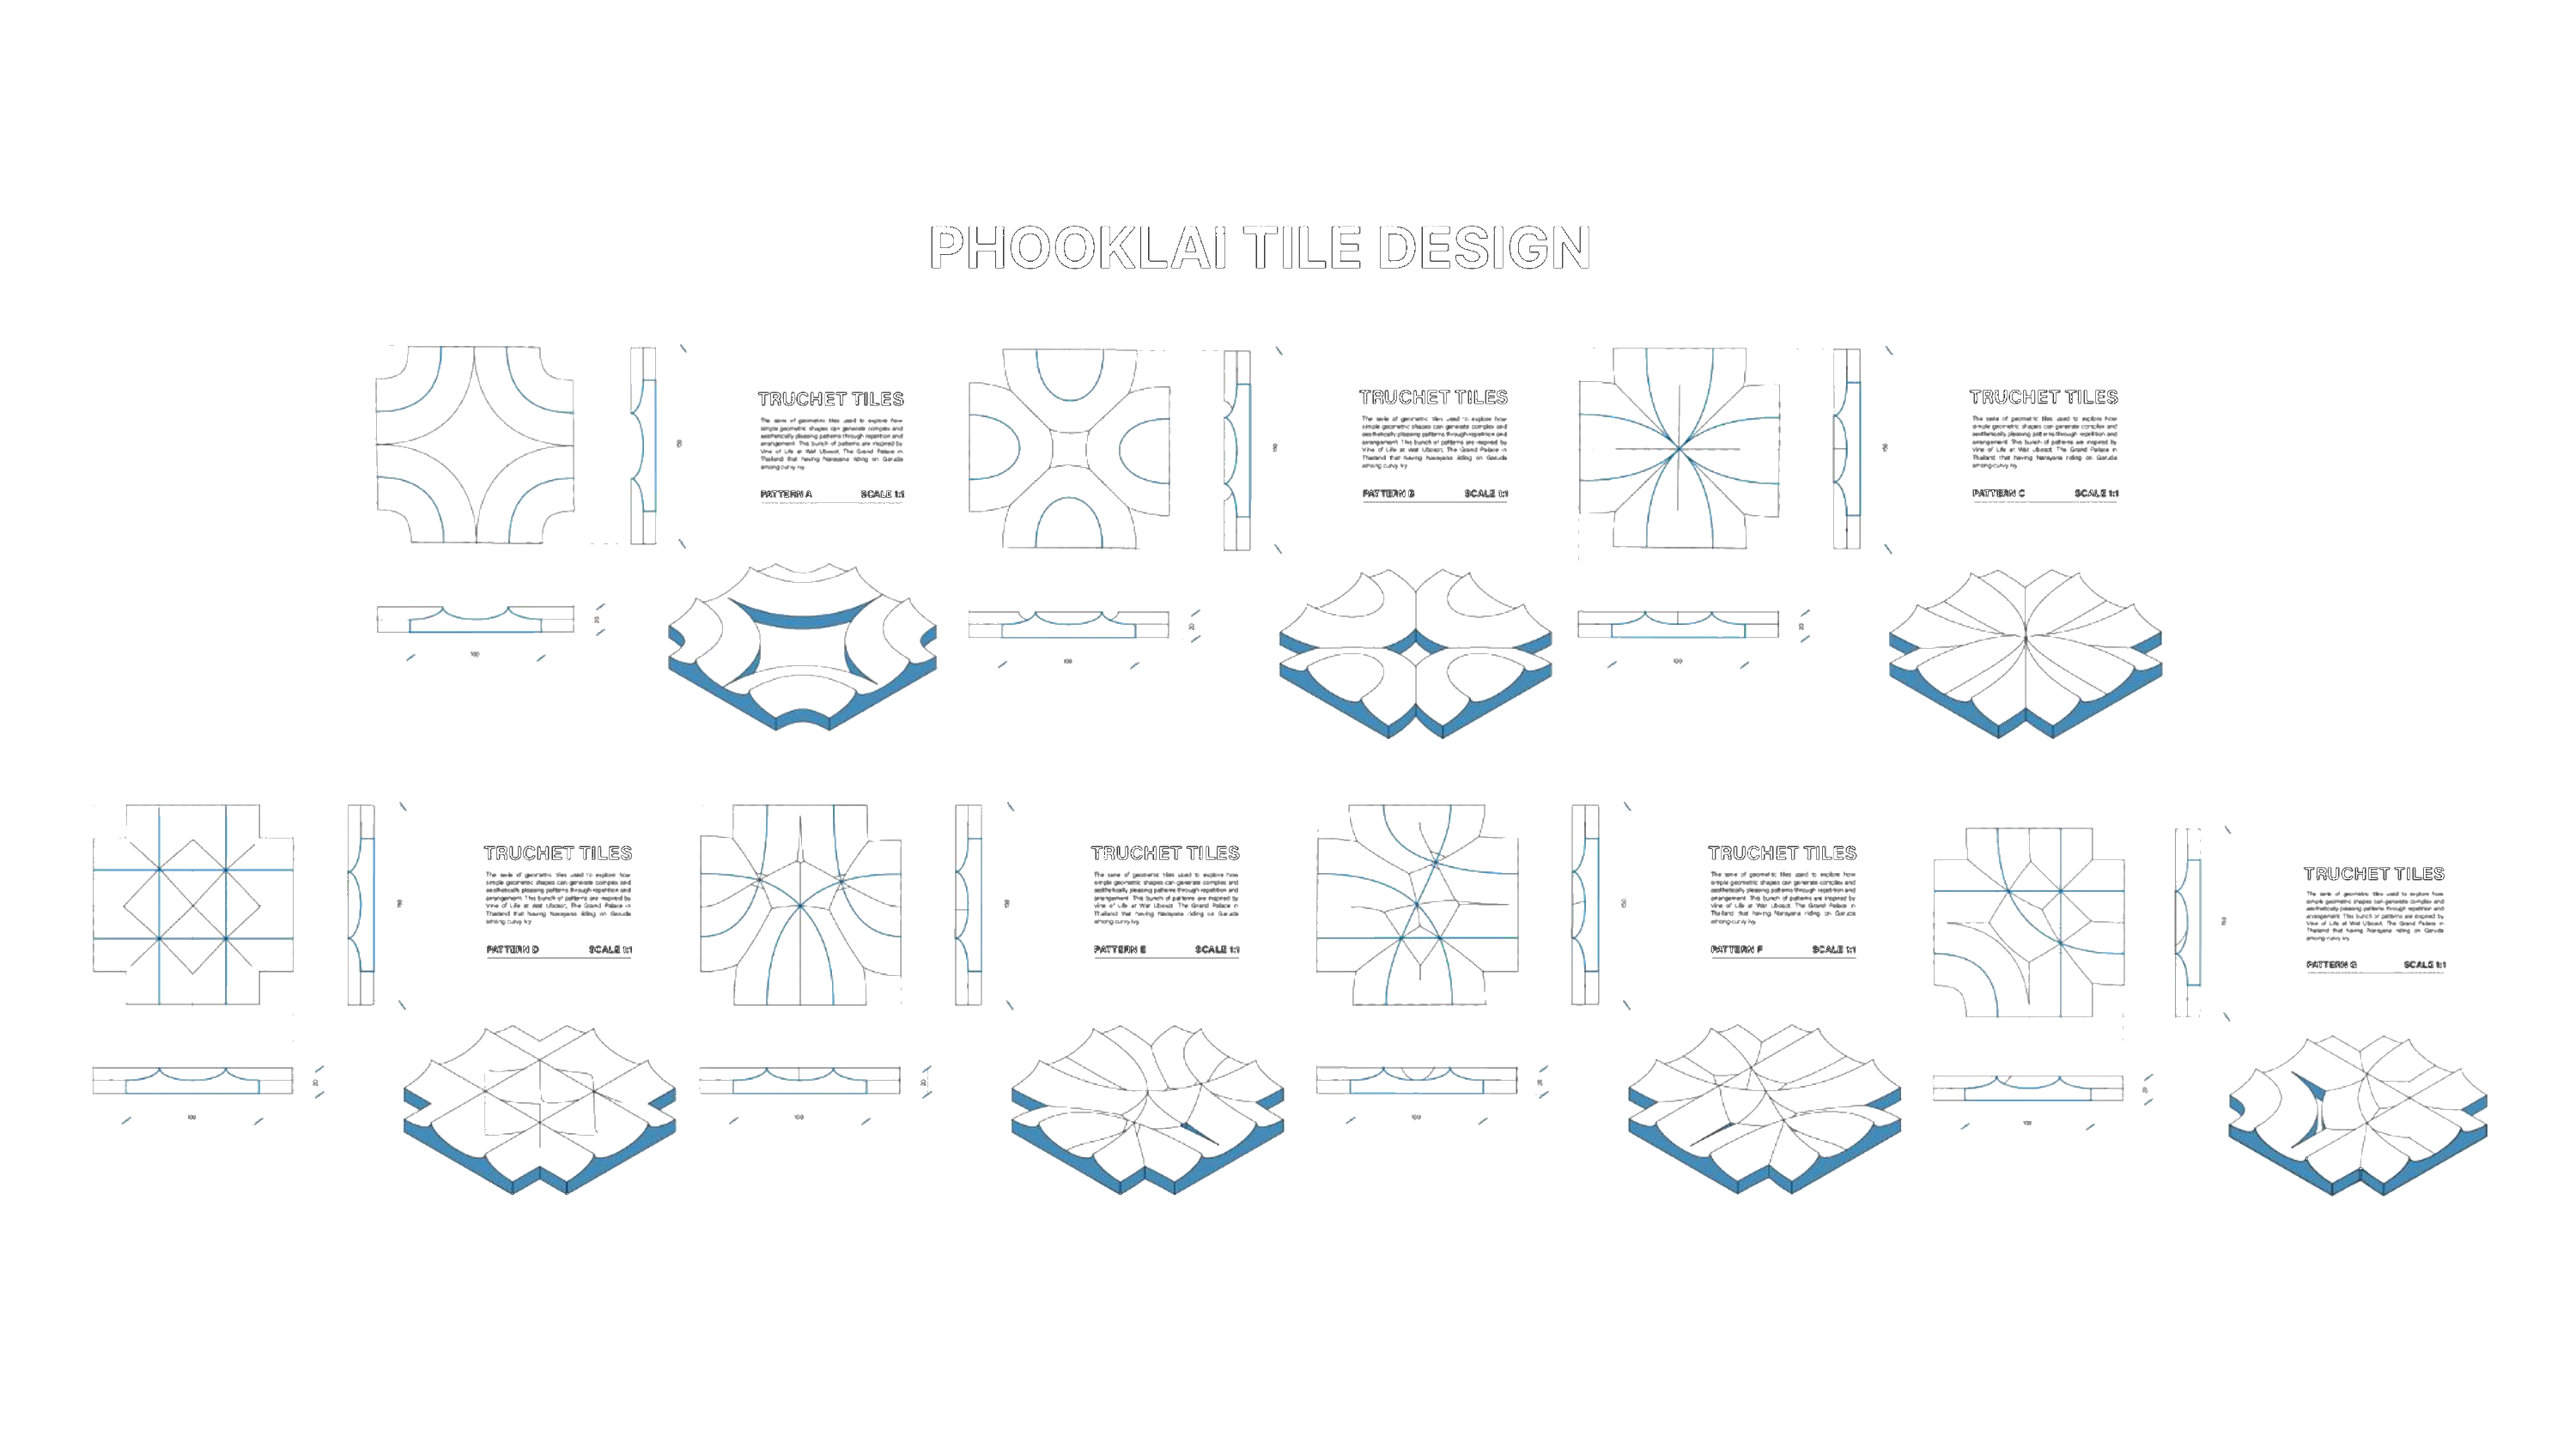 PHOOKLAI TILE DESIGN
TRUCHET TILES
The serie of geometric tiles used to explore how
simple geometric shapes can generate complex and
aesthetically pleasing patterns through repetition and
arrangement. This bunch of patterns are inspired by
Vine of Life at Wat Ubosot, The Grand Palace in
Thailand that having Narayana riding on Garuda
among curvy ivy.
PATTERN A SCALE 1:1
150
20
100
TRUCHET TILES
The serie of geometric tiles used to explore how
simple geometric shapes can generate complex and
aesthetically pleasing patterns through repetition and
arrangement. This bunch of patterns are inspired by
Vine of Life at Wat Ubosot, The Grand Palace in
Thailand that having Narayana riding on Garuda
among curvy ivy.
PATTERN B SCALE 1:1
150
20
100
TRUCHET TILES
The serie of geometric tiles used to explore how
simple geometric shapes can generate complex and
aesthetically pleasing patterns through repetition and
arrangement. This bunch of patterns are inspired by
Vine of Life at Wat Ubosot, The Grand Palace in
Thailand that having Narayana riding on Garuda
among curvy ivy.
PATTERN C SCALE 1:1
150
20
100
TRUCHET TILES
The serie of geometric tiles used to explore how
simple geometric shapes can generate complex and
aesthetically pleasing patterns through repetition and
arrangement. This bunch of patterns are inspired by
Vine of Life at Wat Ubosot, The Grand Palace in
Thailand that having Narayana riding on Garuda
among curvy ivy.
PATTERN D SCALE 1:1
150
20
100
TRUCHET TILES
The serie of geometric tiles used to explore how
simple geometric shapes can generate complex and
aesthetically pleasing patterns through repetition and
arrangement. This bunch of patterns are inspired by
Vine of Life at Wat Ubosot, The Grand Palace in
Thailand that having Narayana riding on Garuda
among curvy ivy.
PATTERN E SCALE 1:1
150
20
100
TRUCHET TILES
The serie of geometric tiles used to explore how
simple geometric shapes can generate complex and
aesthetically pleasing patterns through repetition and
arrangement. This bunch of patterns are inspired by
Vine of Life at Wat Ubosot, The Grand Palace in
Thailand that having Narayana riding on Garuda
among curvy ivy.
PATTERN F SCALE 1:1
150
20
100
TRUCHET TILES
The serie of geometric tiles used to explore how
simple geometric shapes can generate complex and
aesthetically pleasing patterns through repetition and
arrangement. This bunch of patterns are inspired by
Vine of Life at Wat Ubosot, The Grand Palace in
Thailand that having Narayana riding on Garuda
among curvy ivy.
PATTERN G SCALE 1:1
150
20
100